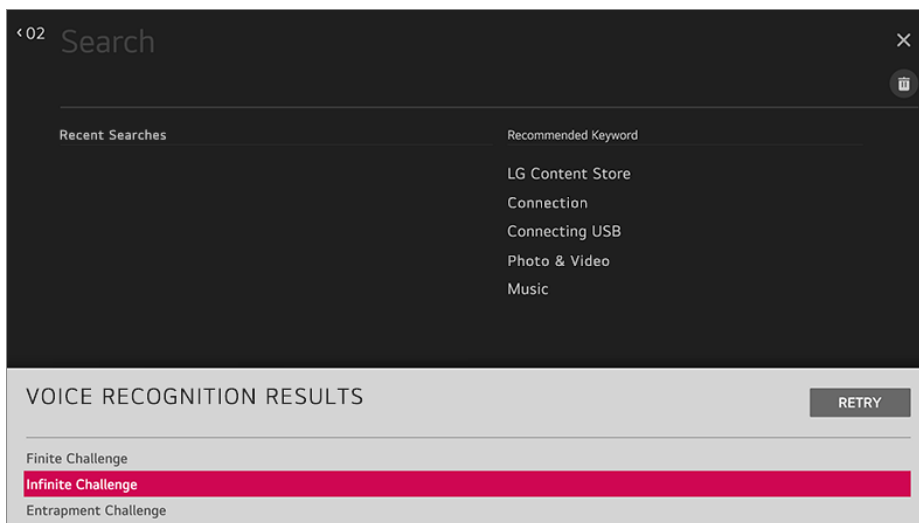 ‹02
Search
Recent Searches
Recommended Keyword
LG Content Store
Connection
Connecting USB
Photo & Video
Music
VOICE RECOGNITION RESULTS
RETRY
Finite Challenge
Infinite Challenge
Entrapment Challenge